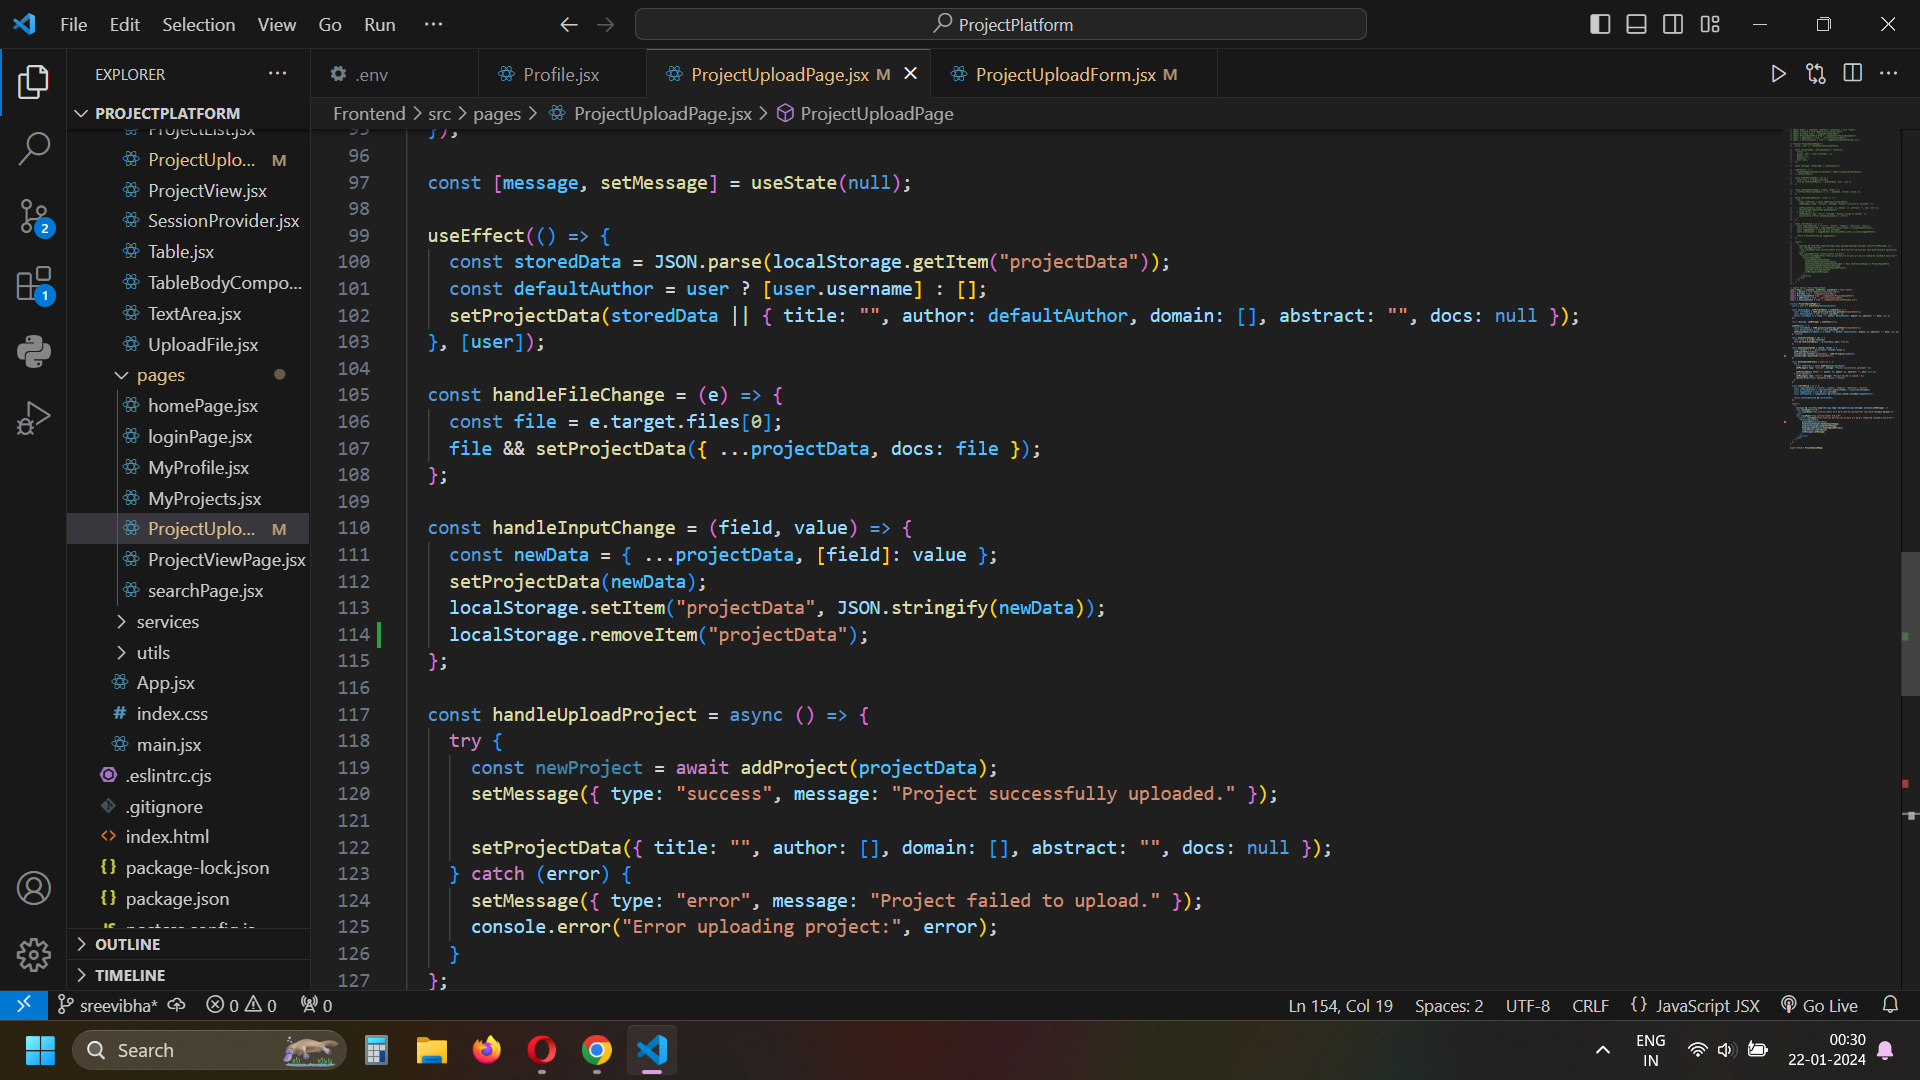 File Edit Selection View Go Run ···
ProjectPlatform
EXPLORER ···
.env Profile.jsx ProjectUploadPage.jsx M ProjectUploadForm.jsx M
PROJECTPLATFORM
Frontend > src > pages > ProjectUploadPage.jsx > ProjectUploadPage
ProjectList.jsx
ProjectUplo... M
ProjectView.jsx
SessionProvider.jsx
Table.jsx
TableBodyCompo...
TextArea.jsx
UploadFile.jsx
pages
homePage.jsx
loginPage.jsx
MyProfile.jsx
MyProjects.jsx
ProjectUplo... M
ProjectViewPage.jsx
searchPage.jsx
services
utils
App.jsx
# index.css
main.jsx
.eslintrc.cjs
.gitignore
<> index.html
{} package-lock.json
{} package.json
OUTLINE
TIMELINE
2
1
95 });
96
97 const [message, setMessage] = useState(null);
98
99 useEffect(() => {
100 const storedData = JSON.parse(localStorage.getItem("projectData"));
101 const defaultAuthor = user ? [user.username] : [];
102 setProjectData(storedData || { title: "", author: defaultAuthor, domain: [], abstract: "", docs: null });
103 }, [user]);
104
105 const handleFileChange = (e) => {
106 const file = e.target.files[0];
107 file && setProjectData({ ...projectData, docs: file });
108 };
109
110 const handleInputChange = (field, value) => {
111 const newData = { ...projectData, [field]: value };
112 setProjectData(newData);
113 localStorage.setItem("projectData", JSON.stringify(newData));
114 localStorage.removeItem("projectData");
115 };
116
117 const handleUploadProject = async () => {
118 try {
119 const newProject = await addProject(projectData);
120 setMessage({ type: "success", message: "Project successfully uploaded." });
121
122 setProjectData({ title: "", author: [], domain: [], abstract: "", docs: null });
123 } catch (error) {
124 setMessage({ type: "error", message: "Project failed to upload." });
125 console.error("Error uploading project:", error);
126 }
127 };
sreevibha* 0 0 0 Ln 154, Col 19 Spaces: 2 UTF-8 CRLF {} JavaScript JSX Go Live
Search
ENG
IN
00:30
22-01-2024